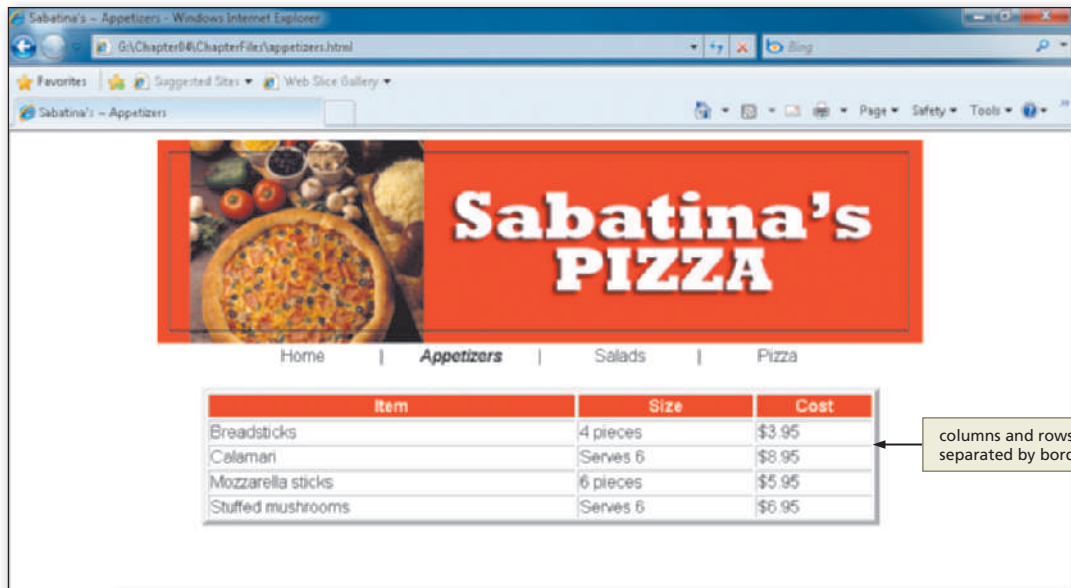 Sabatina's ~ Appetizers - Windows Internet Explorer
G:\Chapter04\ChapterFiles\appetizers.html
Bing
Favorites Suggested Sites Web Slice Gallery
Sabatina's ~ Appetizers
Page Safety Tools
Sabatina's
PIZZA
Home | Appetizers | Salads | Pizza
Item Size Cost
Breadsticks 4 pieces $3.95
Calamari Serves 6 $8.95
Mozzarella sticks 6 pieces $5.95
Stuffed mushrooms Serves 6 $6.95
columns and rows
separated by